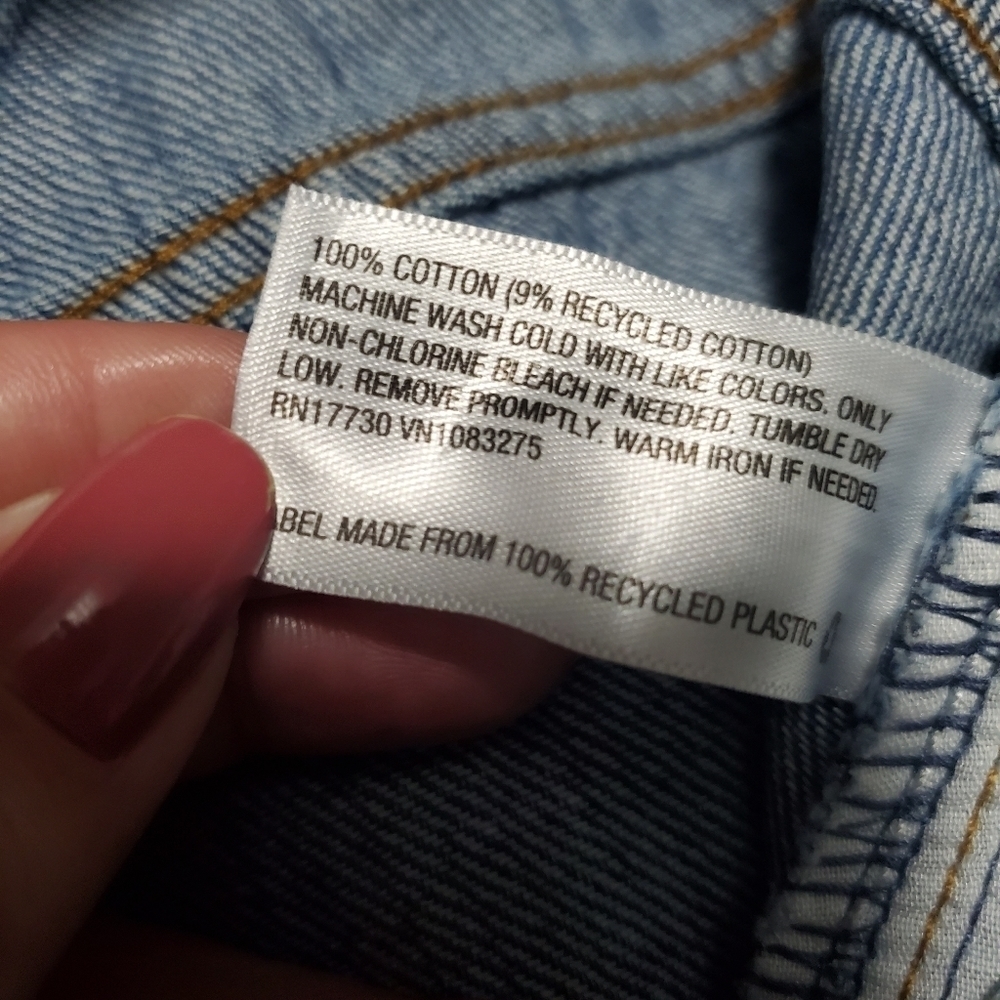 100% COTTON (9% RECYCLED COTTON)
MACHINE WASH COLD WITH LIKE COLORS. ONLY
NON-CHLORINE BLEACH IF NEEDED. TUMBLE DRY
LOW. REMOVE PROMPTLY. WARM IRON IF NEEDED.
RN17730 VN1083275
ABEL MADE FROM 100% RECYCLED PLASTIC